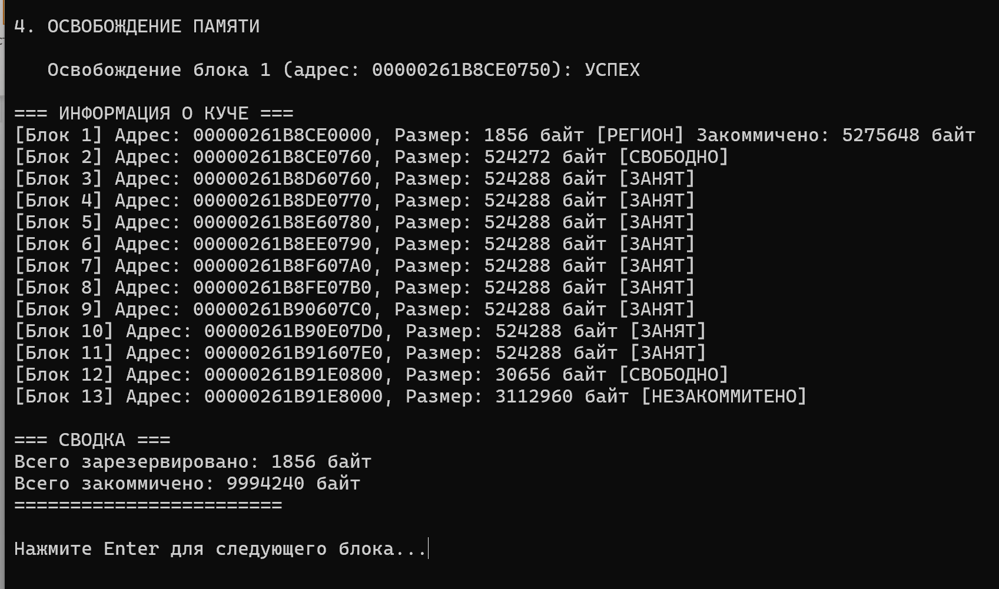 4. ОСВОБОЖДЕНИЕ ПАМЯТИ
Освобождение блока 1 (адрес: 00000261B8CE0750): УСПЕХ
=== ИНФОРМАЦИЯ О КУЧЕ ===
[Блок 1] Адрес: 00000261B8CE0000, Размер: 1856 байт [РЕГИОН] Закоммичено: 5275648 байт
[Блок 2] Адрес: 00000261B8CE0760, Размер: 524272 байт [СВОБОДНО]
[Блок 3] Адрес: 00000261B8D60760, Размер: 524288 байт [ЗАНЯТ]
[Блок 4] Адрес: 00000261B8DE0770, Размер: 524288 байт [ЗАНЯТ]
[Блок 5] Адрес: 00000261B8E60780, Размер: 524288 байт [ЗАНЯТ]
[Блок 6] Адрес: 00000261B8EE0790, Размер: 524288 байт [ЗАНЯТ]
[Блок 7] Адрес: 00000261B8F607A0, Размер: 524288 байт [ЗАНЯТ]
[Блок 8] Адрес: 00000261B8FE07B0, Размер: 524288 байт [ЗАНЯТ]
[Блок 9] Адрес: 00000261B90607C0, Размер: 524288 байт [ЗАНЯТ]
[Блок 10] Адрес: 00000261B90E07D0, Размер: 524288 байт [ЗАНЯТ]
[Блок 11] Адрес: 00000261B91607E0, Размер: 524288 байт [ЗАНЯТ]
[Блок 12] Адрес: 00000261B91E0800, Размер: 30656 байт [СВОБОДНО]
[Блок 13] Адрес: 00000261B91E8000, Размер: 3112960 байт [НЕЗАКОММИТЕНО]
=== СВОДКА ===
Всего зарезервировано: 1856 байт
Всего закоммичено: 9994240 байт
========================
Нажмите Enter для следующего блока...